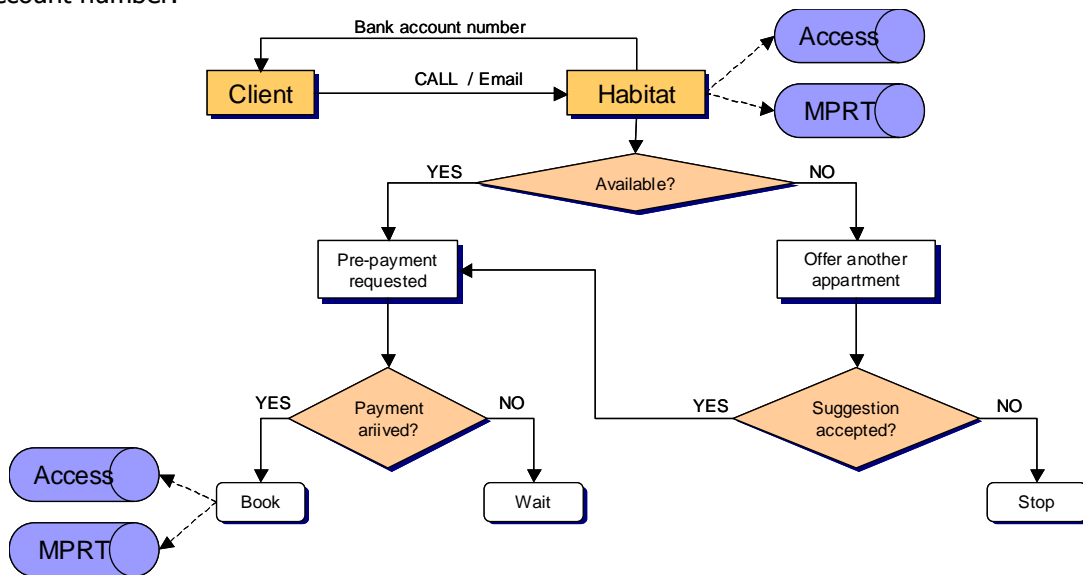 ccount number.
Bank account number
Access
Client
CALL / Email
Habitat
MPRT
YES
Available?
NO
Pre-payment
requested
Offer another
appartment
YES
Payment
ariived?
NO
YES
Suggestion
accepted?
NO
Access
Book
Wait
Stop
MPRT